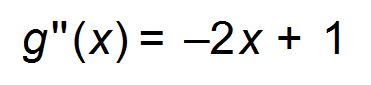 g"(x) = –2x + 1